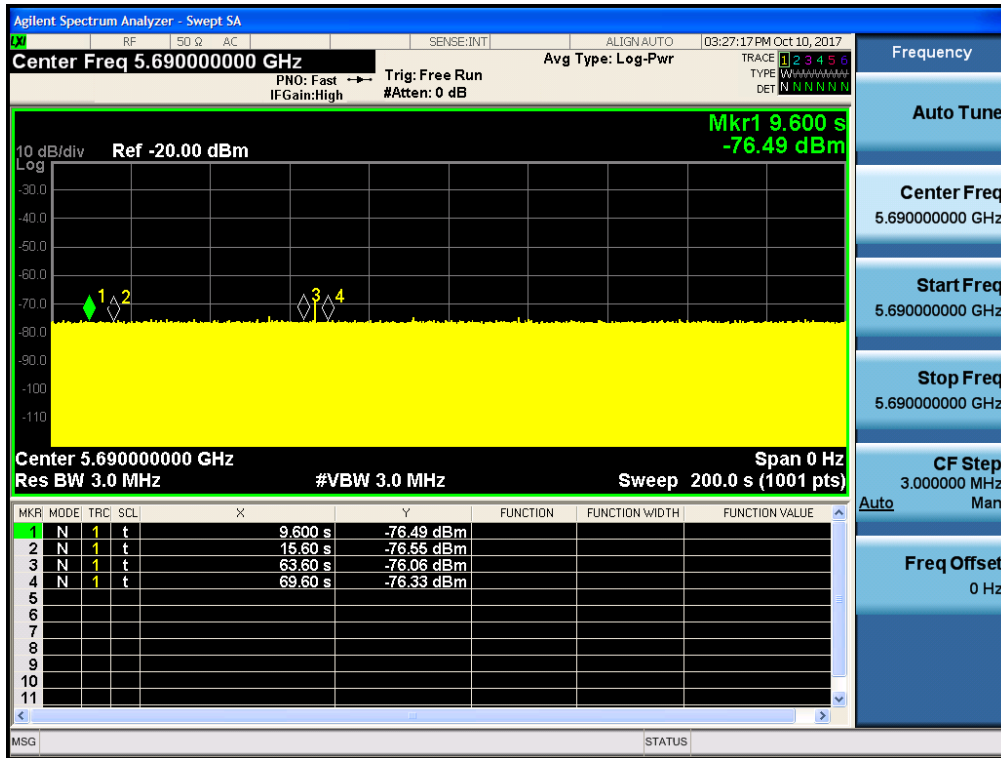 Agilent Spectrum Analyzer - Swept SA
LXI RF 50 Ω AC SENSE:INT ALIGNAUTO 03:27:17 PM Oct 10, 2017
Center Freq 5.690000000 GHz
PNO: Fast
IFGain:High
Trig: Free Run
#Atten: 0 dB
Avg Type: Log-Pwr
TRACE 1 2 3 4 5 6
TYPE W
DET N N N N N N
Mkr1 9.600 s
-76.49 dBm
10 dB/div Ref -20.00 dBm
Log
-30.0
-40.0
-50.0
-60.0
-70.0
-80.0
-90.0
-100
-110
1 2 3 4
Center 5.690000000 GHz Span 0 Hz
Res BW 3.0 MHz #VBW 3.0 MHz Sweep 200.0 s (1001 pts)
MKR MODE TRC SCL X Y FUNCTION FUNCTION WIDTH FUNCTION VALUE
1 N 1 t 9.600 s -76.49 dBm
2 N 1 t 15.60 s -76.55 dBm
3 N 1 t 63.60 s -76.06 dBm
4 N 1 t 69.60 s -76.33 dBm
5
6
7
8
9
10
11
MSG STATUS
Frequency
Auto Tune
Center Freq
5.690000000 GHz
Start Freq
5.690000000 GHz
Stop Freq
5.690000000 GHz
CF Step
3.000000 MHz
Auto Man
Freq Offset
0 Hz